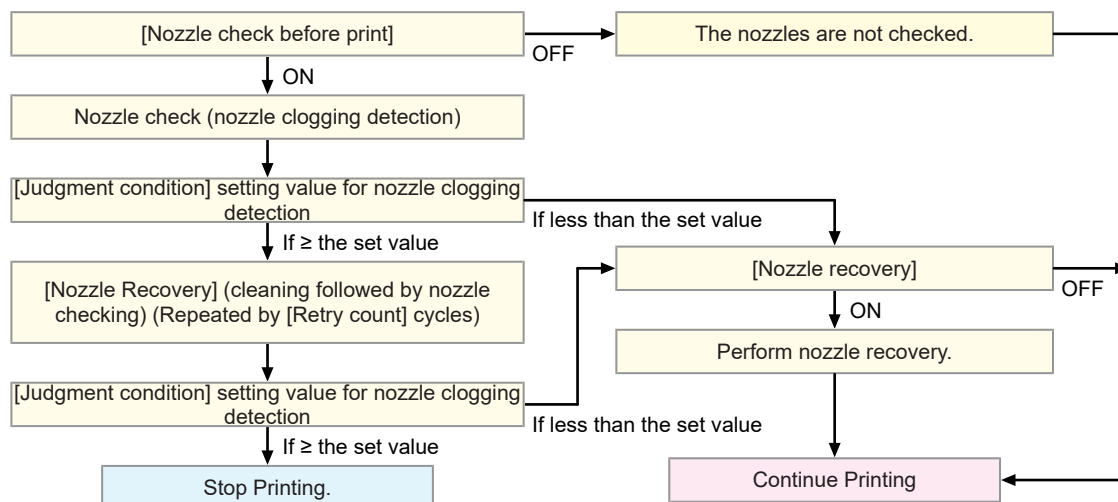 [Nozzle check before print]
OFF
The nozzles are not checked.
ON
Nozzle check (nozzle clogging detection)
[Judgment condition] setting value for nozzle clogging
detection
If less than the set value
If ≥ the set value
[Nozzle Recovery] (cleaning followed by nozzle
checking) (Repeated by [Retry count] cycles)
[Nozzle recovery]
OFF
ON
Perform nozzle recovery.
[Judgment condition] setting value for nozzle clogging
detection
If less than the set value
If ≥ the set value
Stop Printing.
Continue Printing